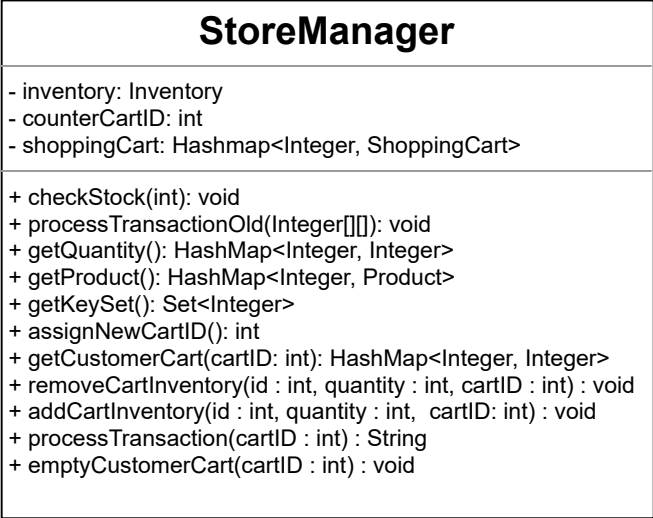 StoreManager
- inventory: Inventory
- counterCartID: int
- shoppingCart: Hashmap<Integer, ShoppingCart>
+ checkStock(int): void
+ processTransactionOld(Integer[][]): void
+ getQuantity(): HashMap<Integer, Integer>
+ getProduct(): HashMap<Integer, Product>
+ getKeySet(): Set<Integer>
+ assignNewCartID(): int
+ getCustomerCart(cartID: int): HashMap<Integer, Integer>
+ removeCartInventory(id : int, quantity : int, cartID : int) : void
+ addCartInventory(id : int, quantity : int,  cartID: int) : void
+ processTransaction(cartID : int) : String
+ emptyCustomerCart(cartID : int) : void